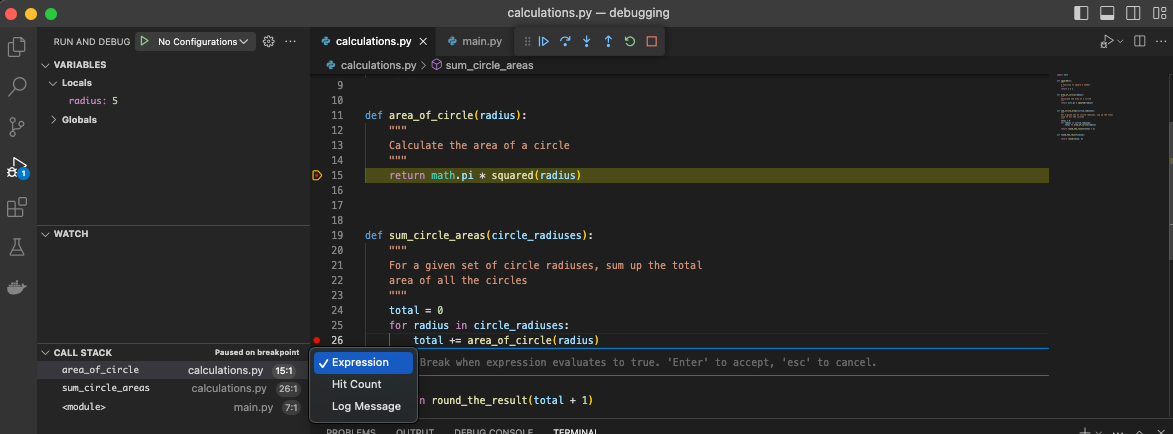 calculations.py — debugging
RUN AND DEBUG
No Configurations
calculations.py
main.py
calculations.py > sum_circle_areas
VARIABLES
Locals
radius: 5
Globals
1
WATCH
CALL STACK
Paused on breakpoint
area_of_circle calculations.py 15:1
sum_circle_areas calculations.py 26:1
<module> main.py 7:1
9
10
11 def area_of_circle(radius):
12 """
13 Calculate the area of a circle
14 """
15 return math.pi * squared(radius)
16
17
18
19 def sum_circle_areas(circle_radiuses):
20 """
21 For a given set of circle radiuses, sum up the total
22 area of all the circles
23 """
24 total = 0
25 for radius in circle_radiuses:
26 total += area_of_circle(radius)
Expression
Hit Count
Log Message
Break when expression evaluates to true. 'Enter' to accept, 'esc' to cancel.
n round_the_result(total + 1)
PROBLEMS OUTPUT DEBUG CONSOLE TERMINAL